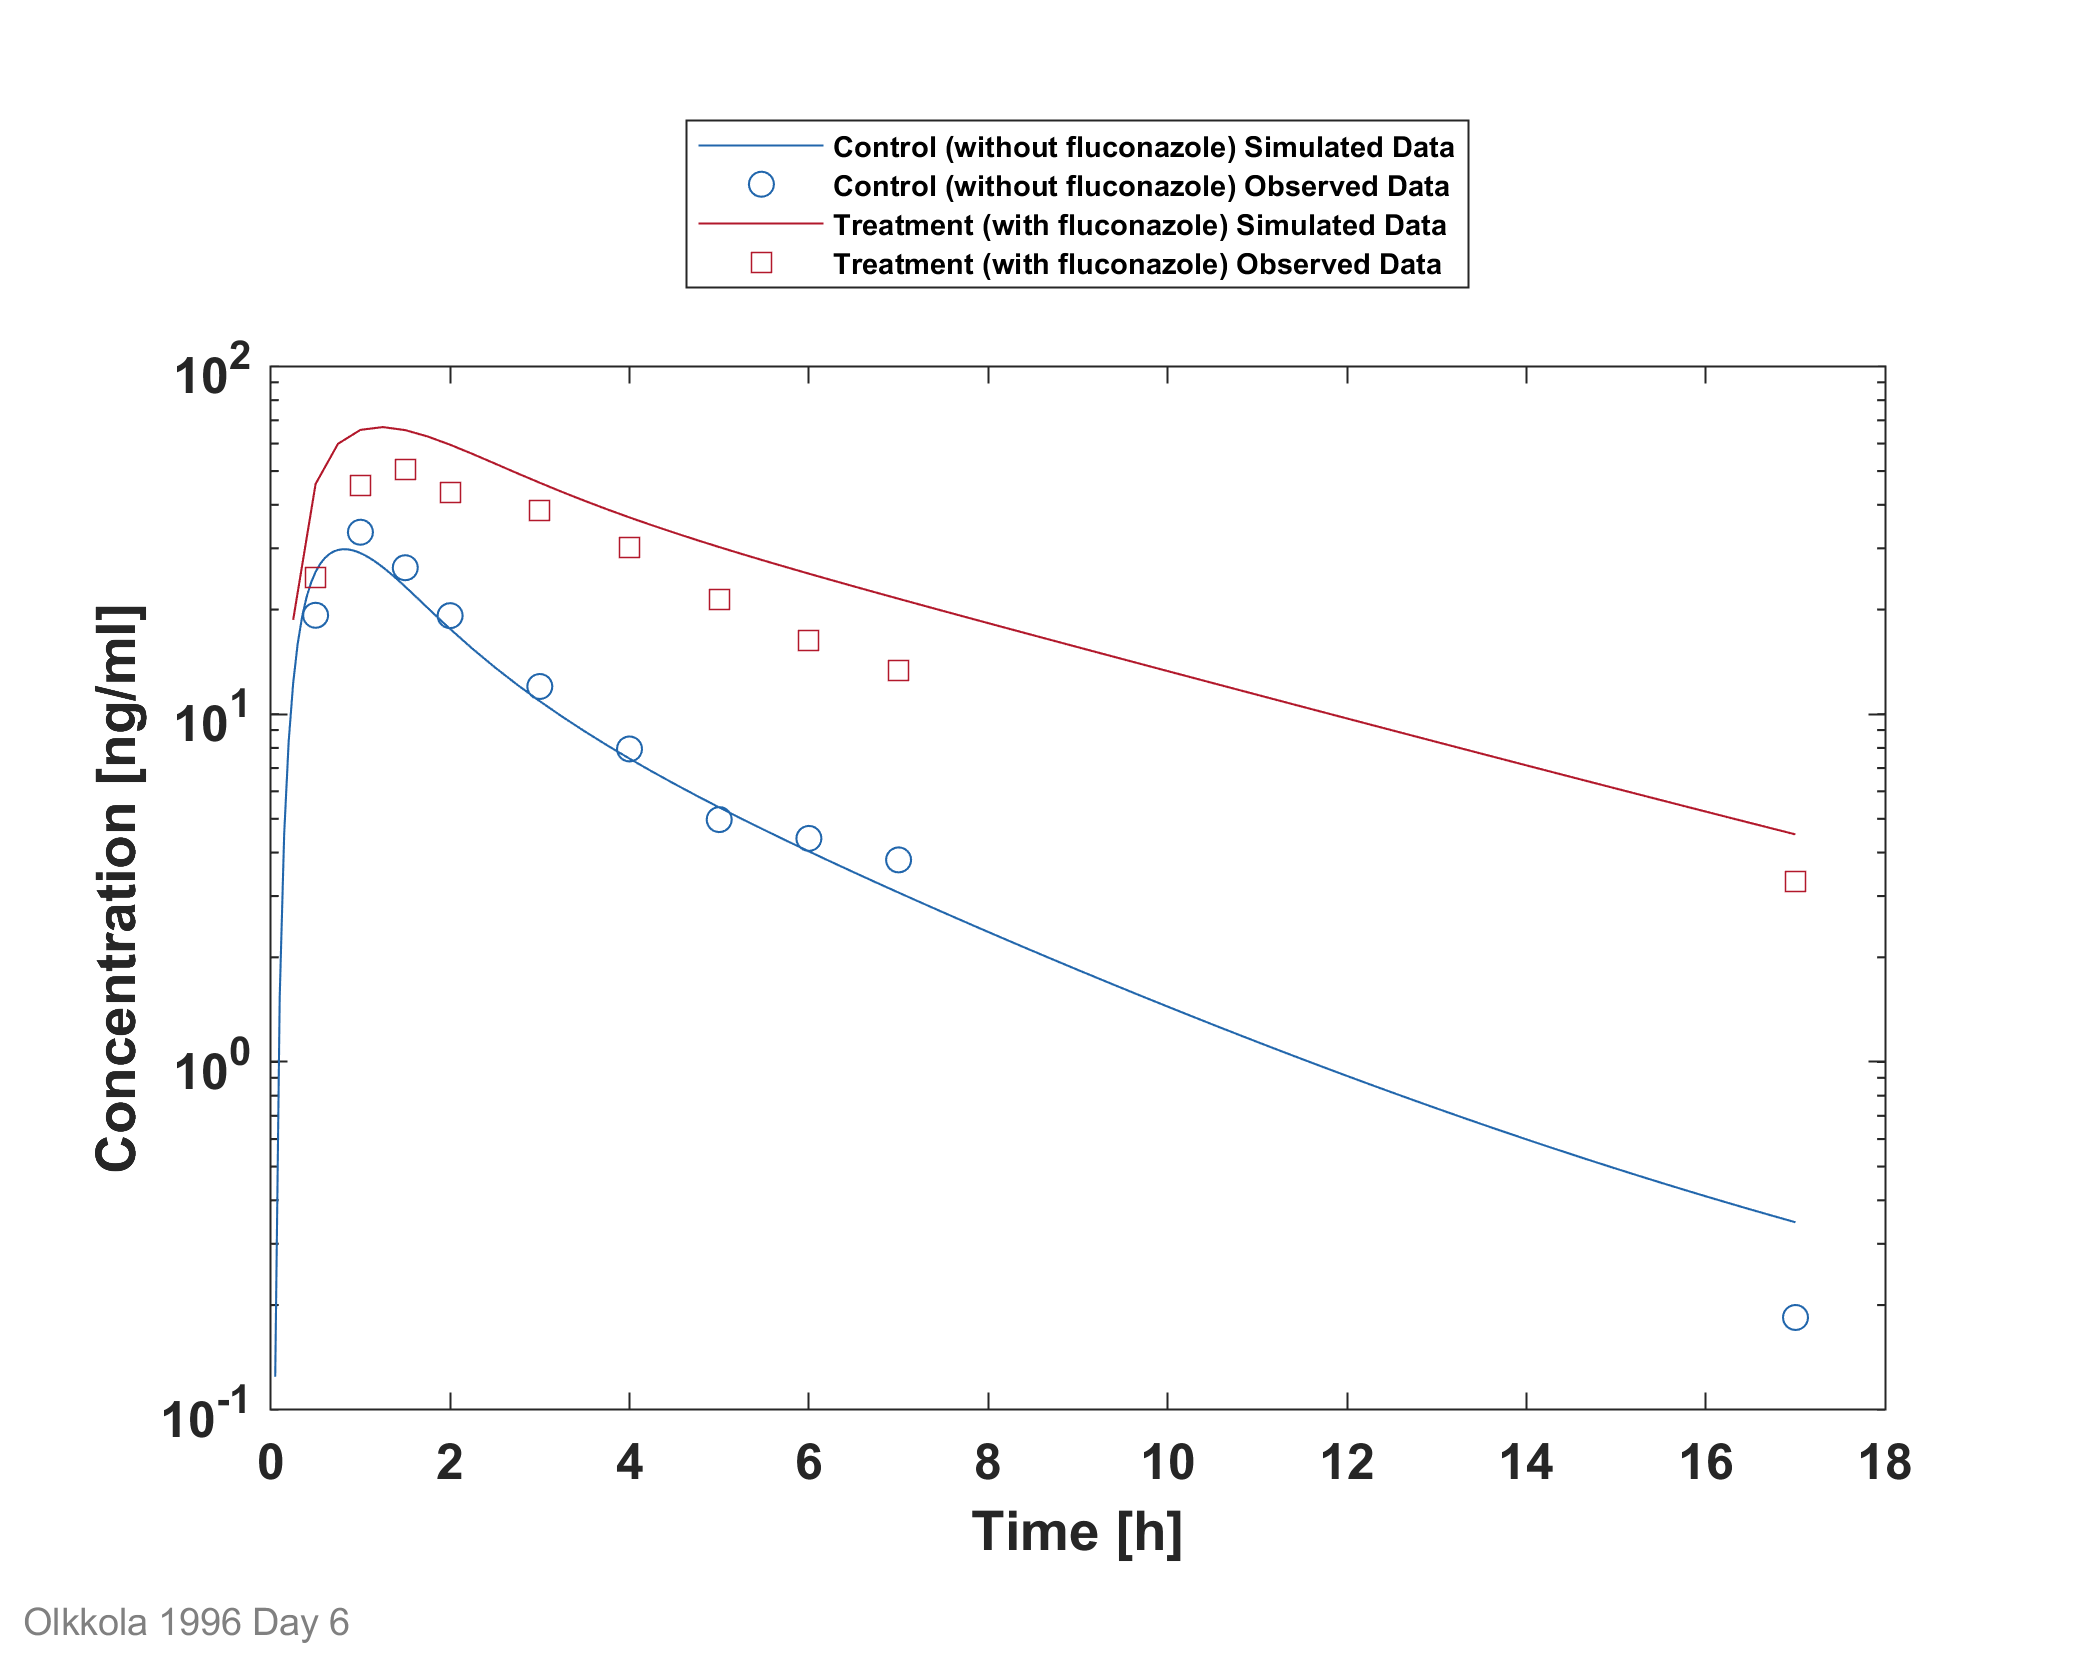 Control (without fluconazole) Simulated Data
Control (without fluconazole) Observed Data
Treatment (with fluconazole) Simulated Data
Treatment (with fluconazole) Observed Data
10^2
10^1
10^0
10^-1
Concentration [ng/ml]
0 2 4 6 8 10 12 14 16 18
Time [h]
Olkkola 1996 Day 6